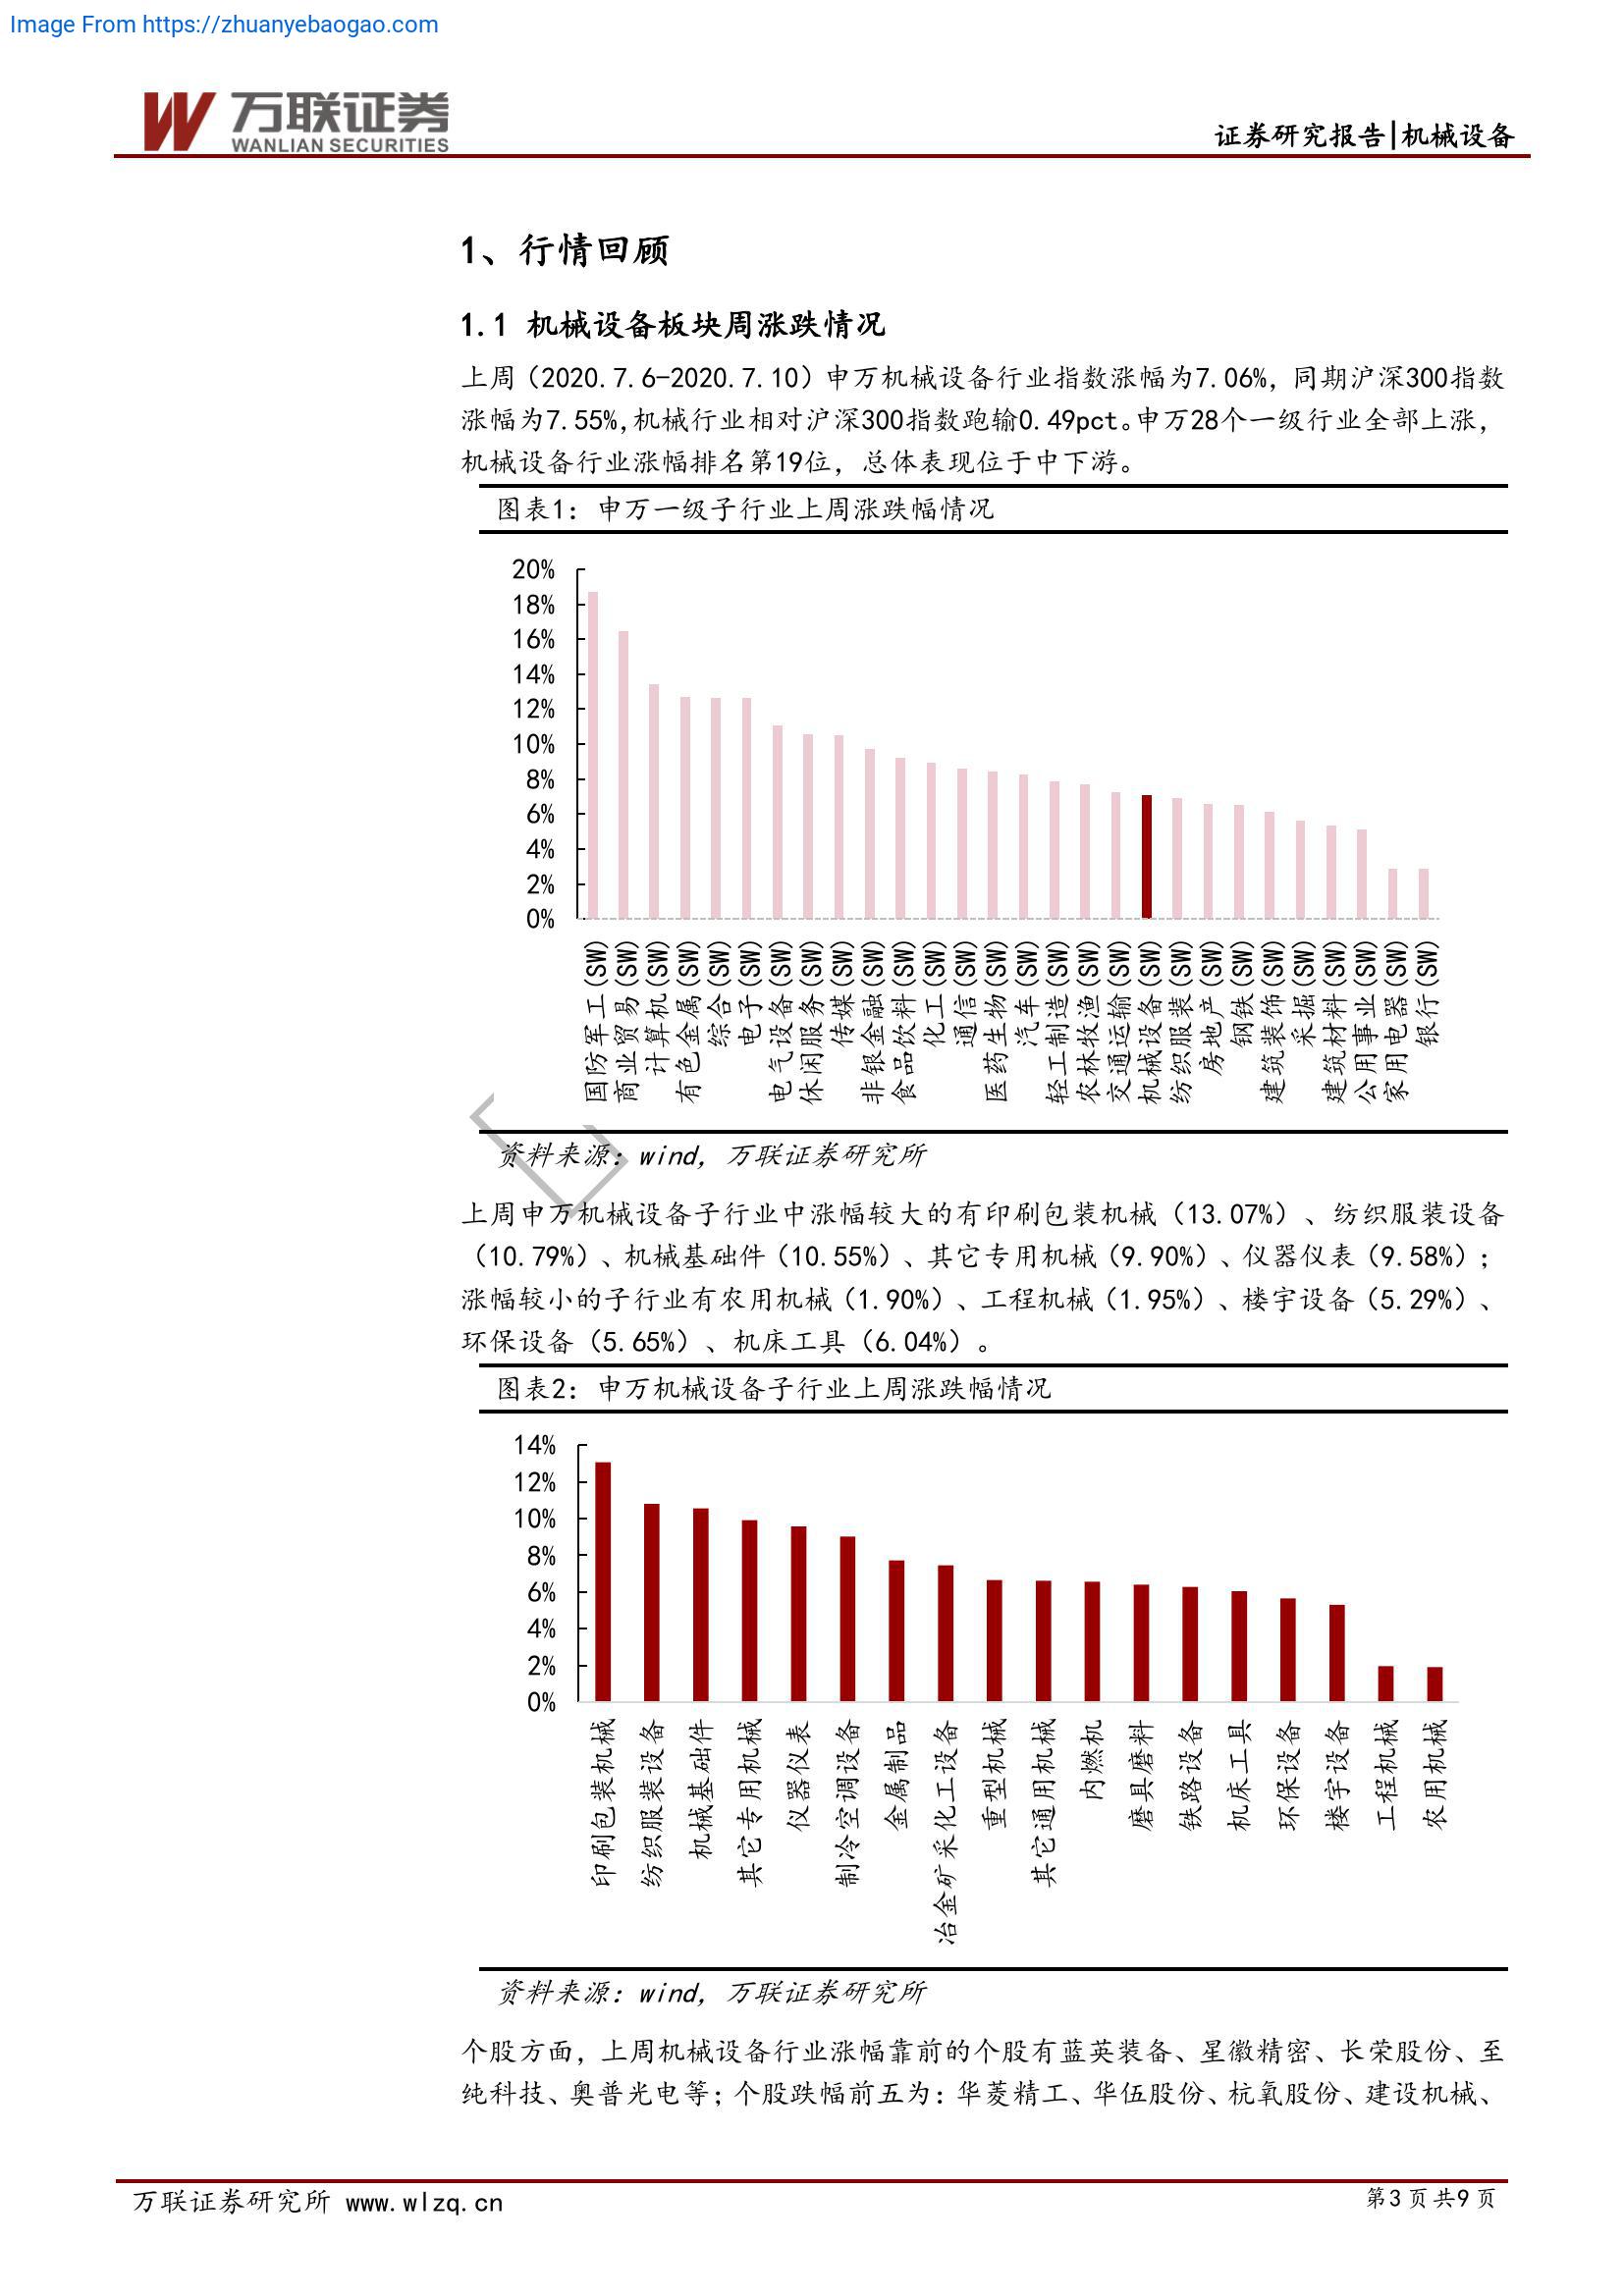 Image From https://zhuanyebaogao.com
万联证券
WANLIAN SECURITIES
证券研究报告|机械设备
1、行情回顾
1.1 机械设备板块周涨跌情况
上周（2020.7.6-2020.7.10）申万机械设备行业指数涨幅为7.06%，同期沪深300指数
涨幅为7.55%,机械行业相对沪深300指数跑输0.49pct。申万28个一级行业全部上涨，
机械设备行业涨幅排名第19位，总体表现位于中下游。
图表1：申万一级子行业上周涨跌幅情况
20%
18%
16%
14%
12%
10%
8%
6%
4%
2%
0%
国防军工(SW)
商业贸易(SW)
计算机(SW)
有色金属(SW)
综合(SW)
电子(SW)
电气设备(SW)
休闲服务(SW)
传媒(SW)
非银金融(SW)
食品饮料(SW)
化工(SW)
通信(SW)
医药生物(SW)
汽车(SW)
轻工制造(SW)
农林牧渔(SW)
交通运输(SW)
机械设备(SW)
纺织服装(SW)
房地产(SW)
钢铁(SW)
建筑装饰(SW)
采掘(SW)
建筑材料(SW)
公用事业(SW)
家用电器(SW)
银行(SW)
资料来源：wind，万联证券研究所
上周申万机械设备子行业中涨幅较大的有印刷包装机械（13.07%）、纺织服装设备
（10.79%）、机械基础件（10.55%）、其它专用机械（9.90%）、仪器仪表（9.58%）；
涨幅较小的子行业有农用机械（1.90%）、工程机械（1.95%）、楼宇设备（5.29%）、
环保设备（5.65%）、机床工具（6.04%）。
图表2：申万机械设备子行业上周涨跌幅情况
14%
12%
10%
8%
6%
4%
2%
0%
印刷包装机械
纺织服装设备
机械基础件
其它专用机械
仪器仪表
制冷空调设备
金属制品
冶金矿采化工设备
重型机械
其它通用机械
内燃机
磨具磨料
铁路设备
机床工具
环保设备
楼宇设备
工程机械
农用机械
资料来源：wind，万联证券研究所
个股方面，上周机械设备行业涨幅靠前的个股有蓝英装备、星徽精密、长荣股份、至
纯科技、奥普光电等；个股跌幅前五为：华菱精工、华伍股份、杭氧股份、建设机械、
万联证券研究所 www.wlzq.cn
第3页共9页